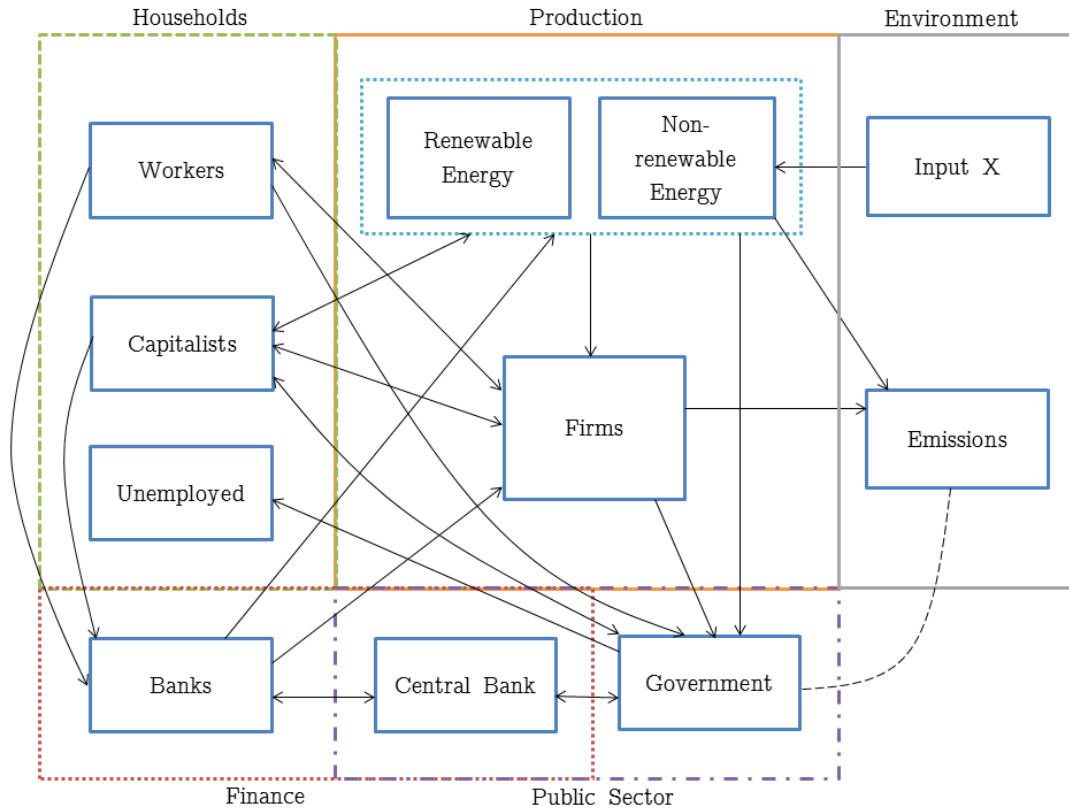 Households
Production
Environment
Renewable
Energy
Non-
renewable
Energy
Input X
Workers
Capitalists
Firms
Emissions
Unemployed
Banks
Central Bank
Government
Finance
Public Sector